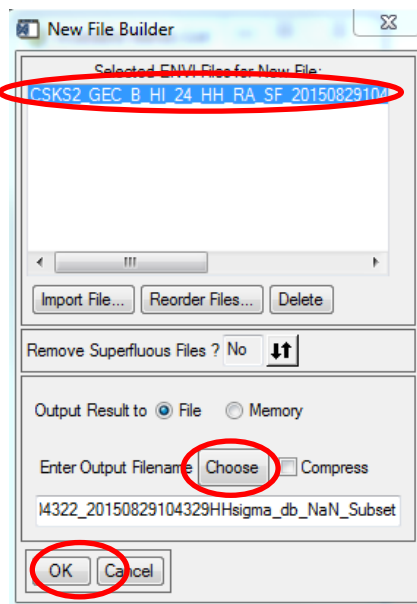 New File Builder
Selected ENVI Files for New File:
CSKS2_GEC_B_HI_24_HH_RA_SF_20150829104
Import File... Reorder Files... Delete
Remove Superfluous Files ? No
Output Result to File Memory
Enter Output Filename Choose Compress
)4322_20150829104329HHsigma_db_NaN_Subset
OK Cancel